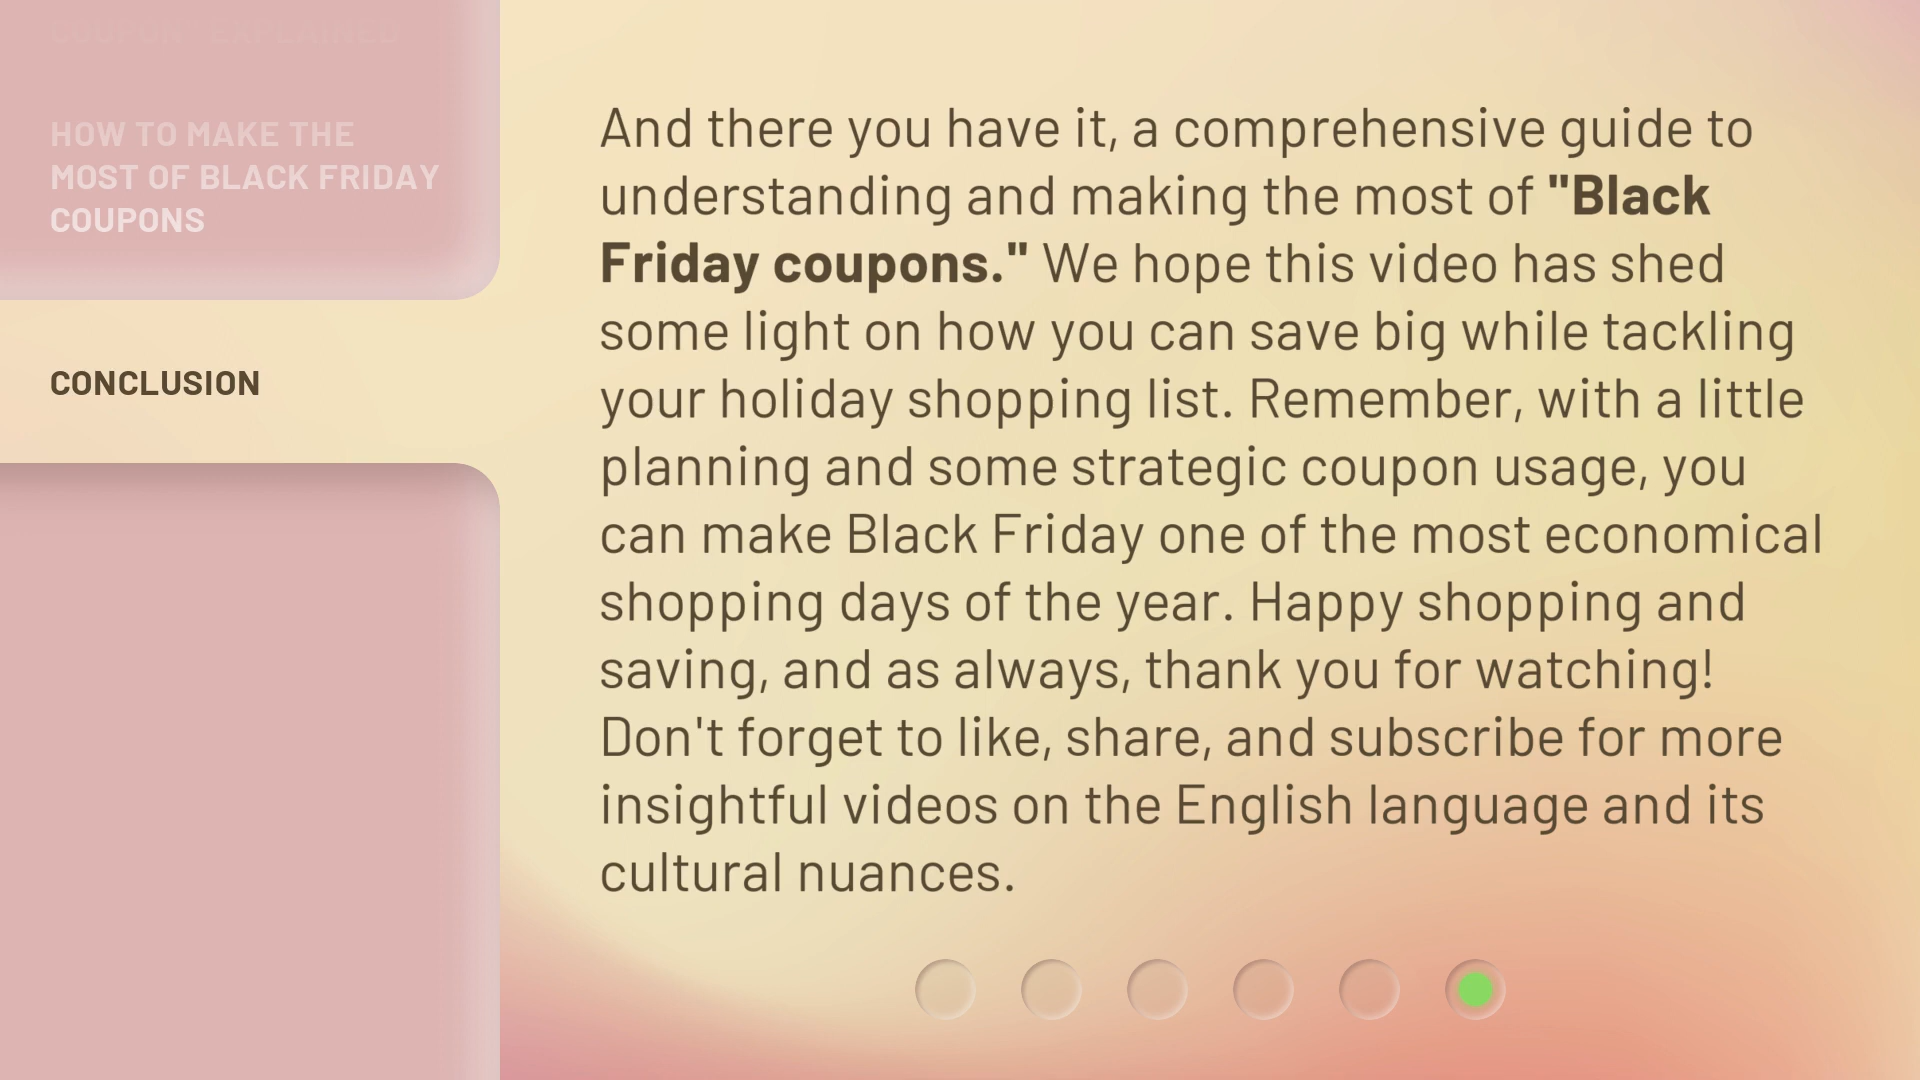 COUPON EXPLAINED
HOW TO MAKE THE
MOST OF BLACK FRIDAY
COUPONS
CONCLUSION
And there you have it, a comprehensive guide to
understanding and making the most of "Black
Friday coupons." We hope this video has shed
some light on how you can save big while tackling
your holiday shopping list. Remember, with a little
planning and some strategic coupon usage, you
can make Black Friday one of the most economical
shopping days of the year. Happy shopping and
saving, and as always, thank you for watching!
Don't forget to like, share, and subscribe for more
insightful videos on the English language and its
cultural nuances.